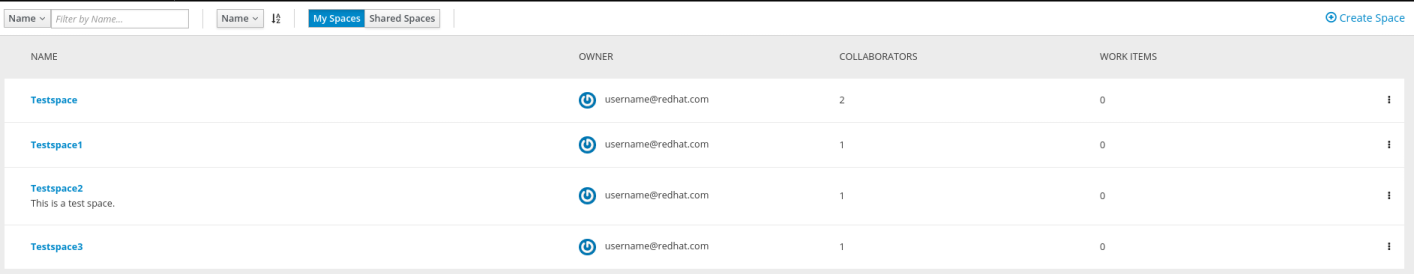 Name Filter by Name... Name My Spaces Shared Spaces Create Space
NAME OWNER COLLABORATORS WORK ITEMS
Testspace username@redhat.com 2 0
Testspace1 username@redhat.com 1 0
Testspace2 username@redhat.com 1 0
This is a test space.
Testspace3 username@redhat.com 1 0